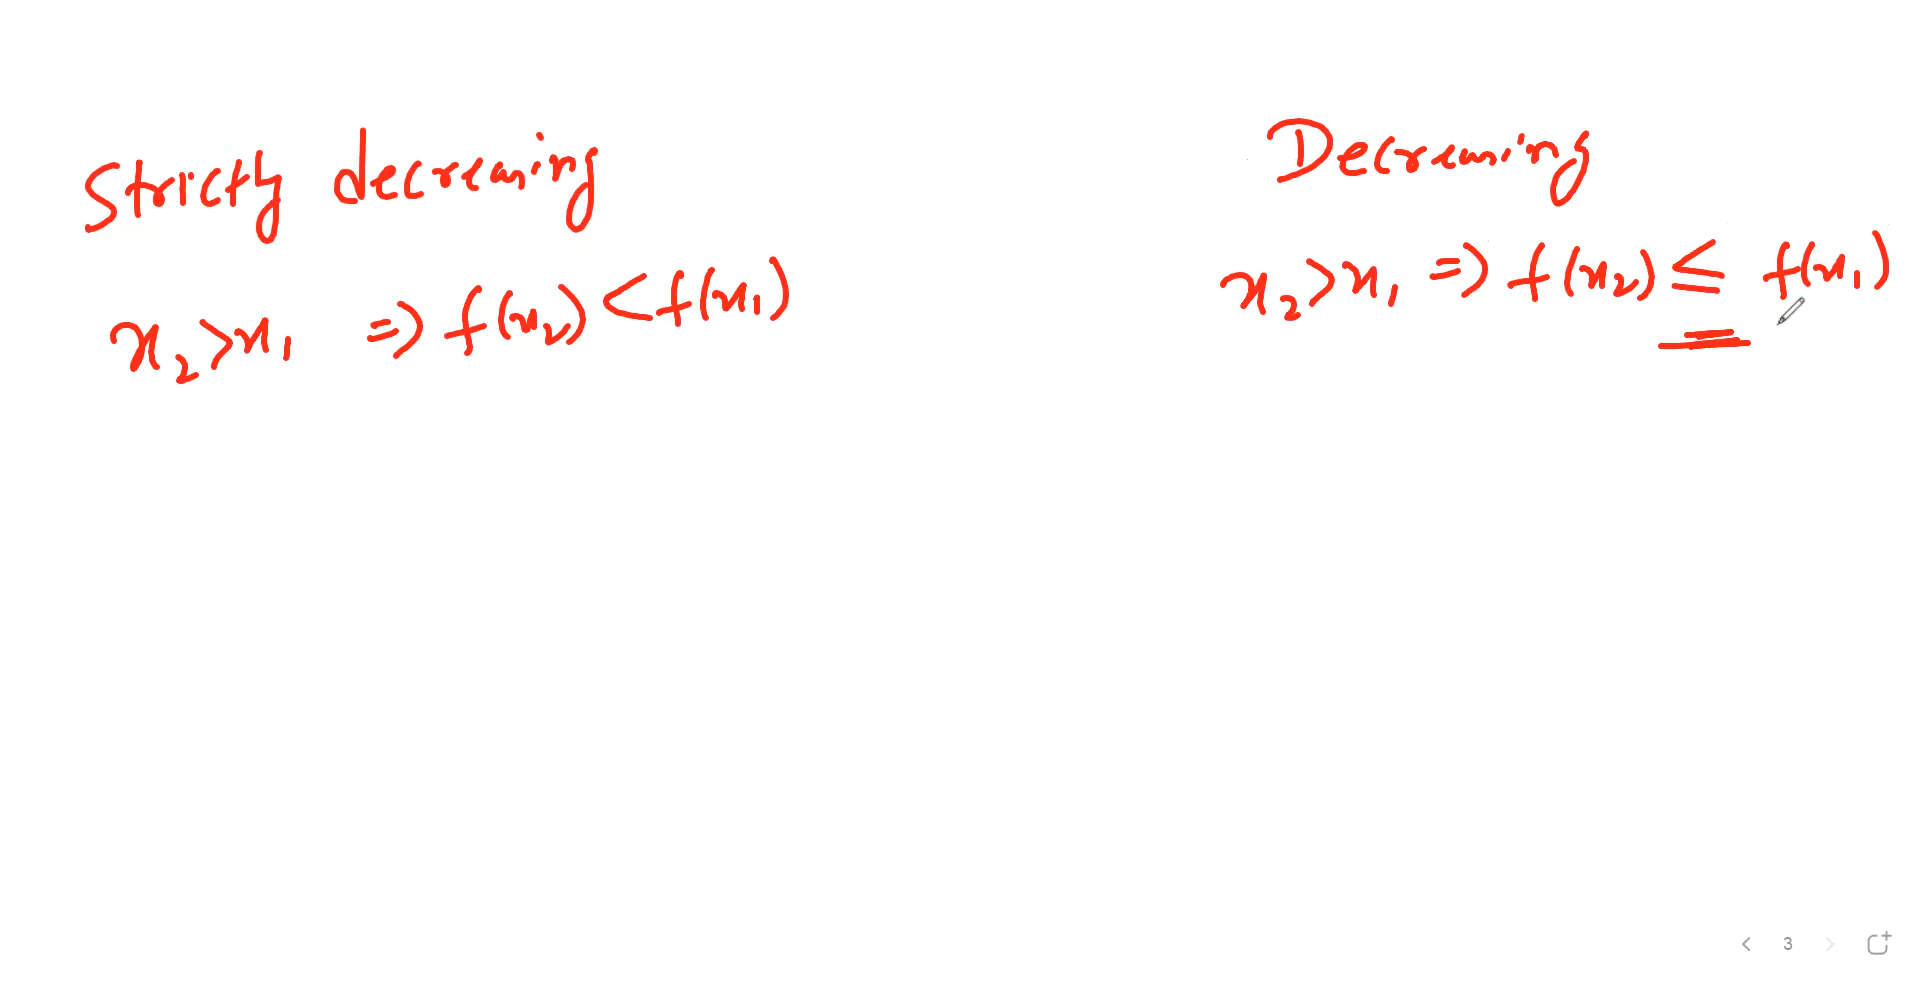 Strictly decreasing
x₂>x₁ => f(x₂) < f(x₁)
Decreasing
x₂>x₁ => f(x₂) ≤ f(x₁)
3